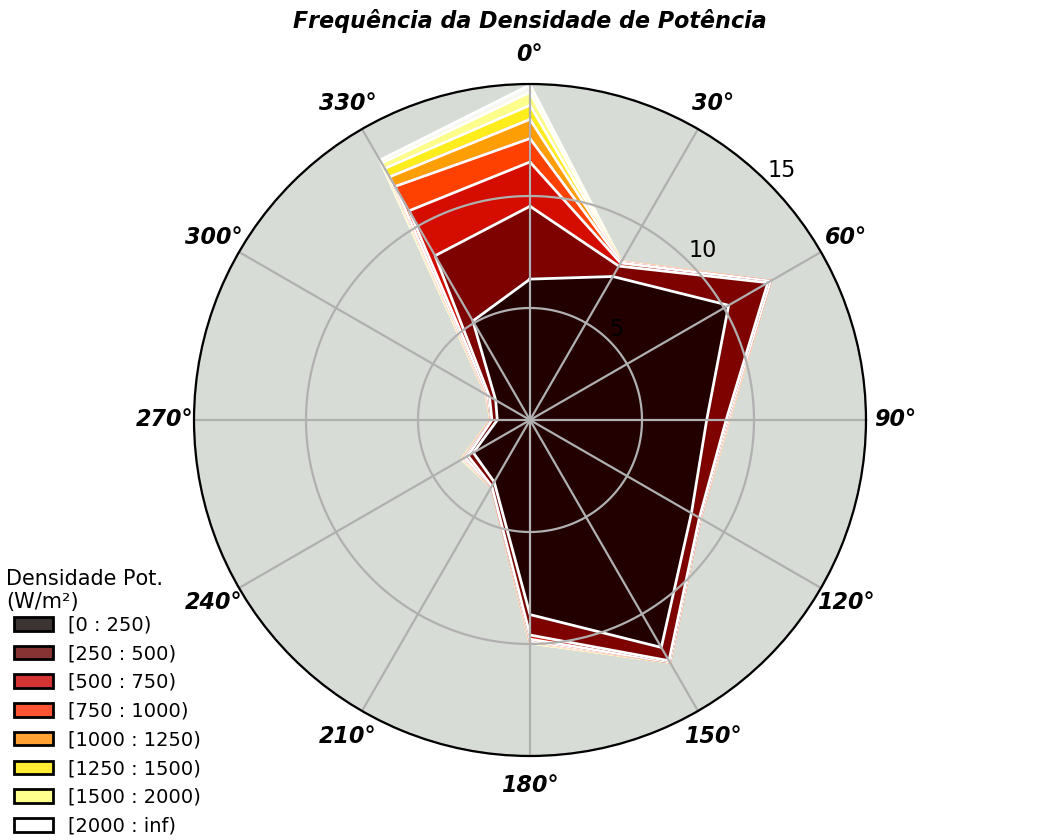 Frequência da Densidade de Potência
0°
330°
30°
15
300°
60°
10
5
270°
90°
240°
120°
210°
150°
180°
Densidade Pot.
(W/m²)
[0 : 250)
[250 : 500)
[500 : 750)
[750 : 1000)
[1000 : 1250)
[1250 : 1500)
[1500 : 2000)
[2000 : inf)